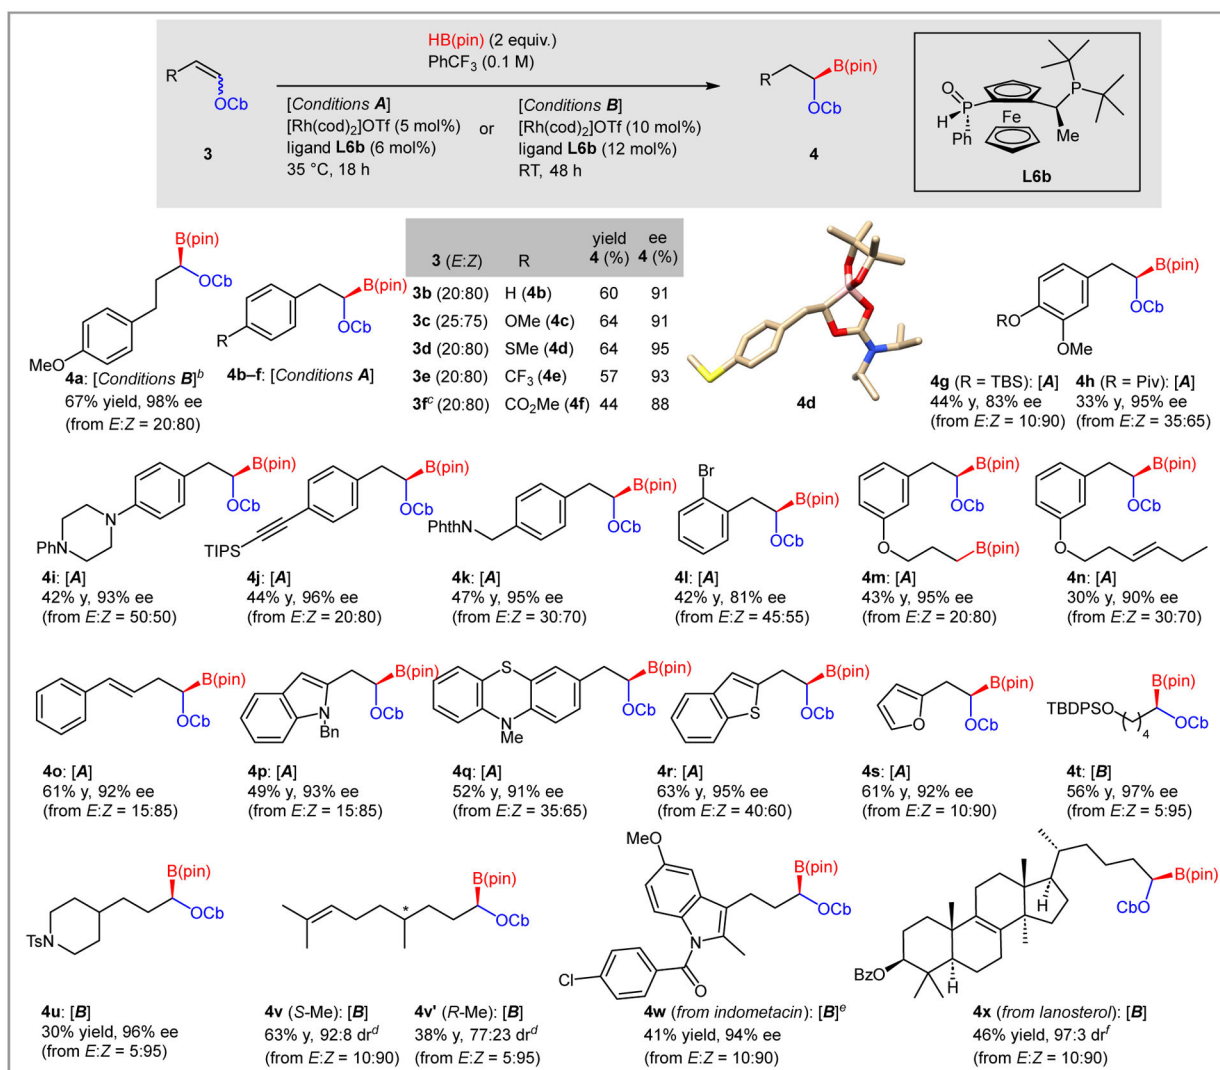 HB(pin) (2 equiv.)
PhCF3 (0.1 M)
R
OCb
3
[Conditions A]
[Rh(cod)2]OTf (5 mol%)
ligand L6b (6 mol%)
35 °C, 18 h
or
[Conditions B]
[Rh(cod)2]OTf (10 mol%)
ligand L6b (12 mol%)
RT, 48 h
R
B(pin)
OCb
4
O
H
P
Ph
Fe
P
Me
L6b
B(pin)
OCb
MeO
4a: [Conditions B]b
67% yield, 98% ee
(from E:Z = 20:80)
B(pin)
OCb
R
4b–f: [Conditions A]
yield ee
3 (E:Z) R 4 (%) 4 (%)
3b (20:80) H (4b) 60 91
3c (25:75) OMe (4c) 64 91
3d (20:80) SMe (4d) 64 95
3e (20:80) CF3 (4e) 57 93
3fc (20:80) CO2Me (4f) 44 88
4d
B(pin)
OCb
RO
OMe
4g (R = TBS): [A]
44% y, 83% ee
(from E:Z = 10:90)
4h (R = Piv): [A]
33% y, 95% ee
(from E:Z = 35:65)
B(pin)
OCb
N
PhN
4i: [A]
42% y, 93% ee
(from E:Z = 50:50)
B(pin)
OCb
TIPS
4j: [A]
44% y, 96% ee
(from E:Z = 20:80)
B(pin)
OCb
PhthN
4k: [A]
47% y, 95% ee
(from E:Z = 30:70)
Br
B(pin)
OCb
4l: [A]
42% y, 81% ee
(from E:Z = 45:55)
B(pin)
OCb
O
B(pin)
4m: [A]
43% y, 95% ee
(from E:Z = 20:80)
B(pin)
OCb
O
4n: [A]
30% y, 90% ee
(from E:Z = 30:70)
B(pin)
OCb
4o: [A]
61% y, 92% ee
(from E:Z = 15:85)
B(pin)
OCb
N
Bn
4p: [A]
49% y, 93% ee
(from E:Z = 15:85)
S
B(pin)
OCb
N
Me
4q: [A]
52% y, 91% ee
(from E:Z = 35:65)
B(pin)
S
OCb
4r: [A]
63% y, 95% ee
(from E:Z = 40:60)
B(pin)
O
OCb
4s: [A]
61% y, 92% ee
(from E:Z = 10:90)
B(pin)
TBDPSO
4
OCb
4t: [B]
56% y, 97% ee
(from E:Z = 5:95)
B(pin)
OCb
TsN
4u: [B]
30% yield, 96% ee
(from E:Z = 5:95)
B(pin)
*
OCb
4v (S-Me): [B]
63% y, 92:8 drd
(from E:Z = 10:90)
4v' (R-Me): [B]
38% y, 77:23 drd
(from E:Z = 5:95)
MeO
B(pin)
OCb
N
Cl
O
4w (from indometacin): [B]e
41% yield, 94% ee
(from E:Z = 10:90)
B(pin)
CbO
H
BzO
H
4x (from lanosterol): [B]
46% yield, 97:3 drf
(from E:Z = 10:90)